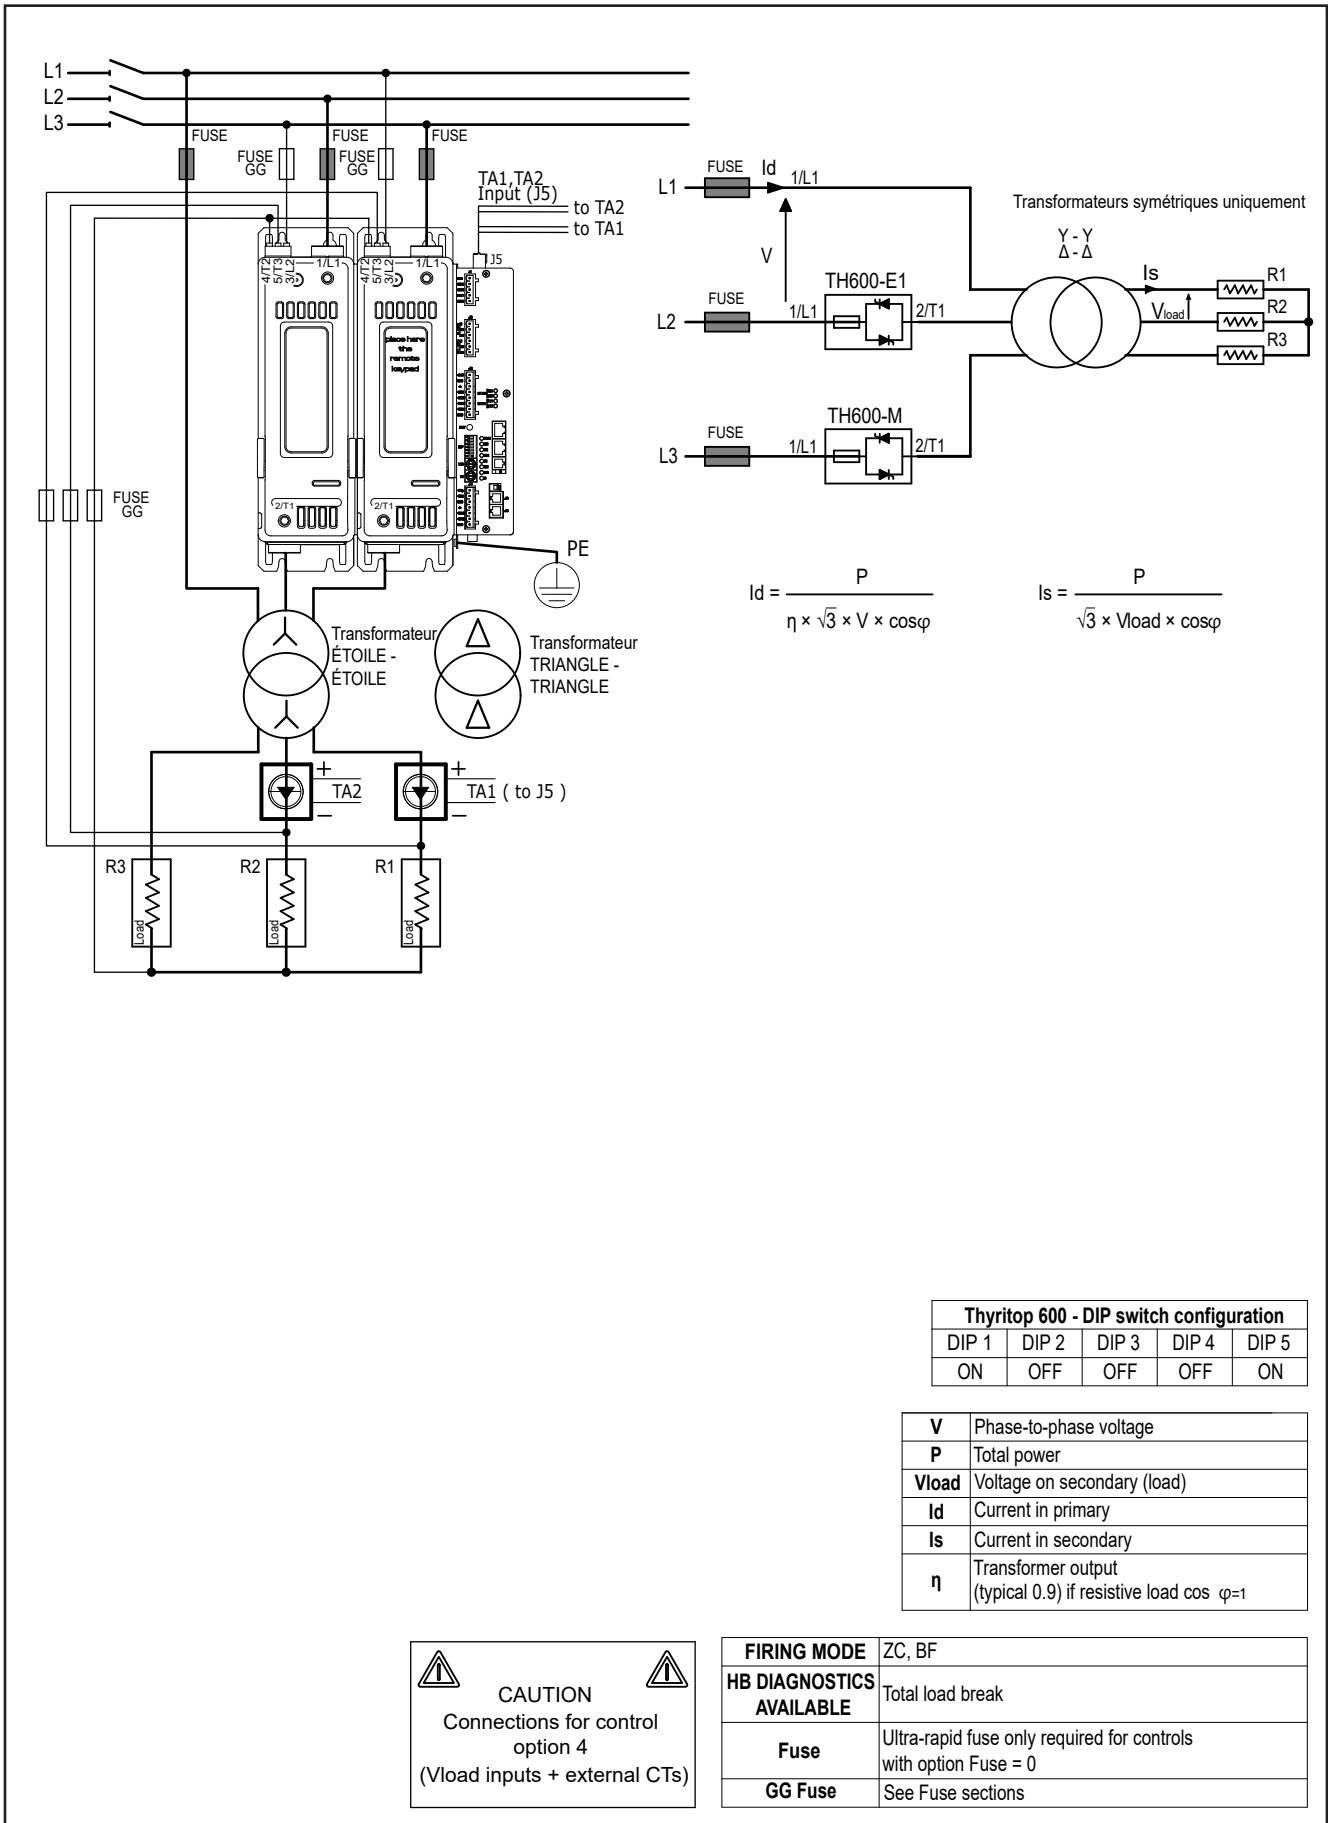 L1
L2
L3
FUSE
FUSE
FUSE
FUSE
GG
FUSE
GG
TA1,TA2
Input (J5)
to TA2
to TA1
J5
4/T2
5/T3
3/L2
1/L1
4/T2
5/T3
3/L2
1/L1
place here
the
remote
keypad
2/T1
2/T1
FUSE
GG
PE
Transformateur
ÉTOILE -
ÉTOILE
Transformateur
TRIANGLE -
TRIANGLE
+
TA2
−
+
TA1 ( to J5 )
−
R3
R2
R1
Load
Load
Load
FUSE
Id
1/L1
L1
Transformateurs symétriques uniquement
Y - Y
Δ - Δ
V
TH600-E1
Is
R1
FUSE
L2
1/L1
2/T1
Vload
R2
R3
TH600-M
FUSE
L3
1/L1
2/T1
Id = P / η × √3 × V × cosφ
Is = P / √3 × Vload × cosφ
Thyritop 600 - DIP switch configuration
DIP 1 DIP 2 DIP 3 DIP 4 DIP 5
ON OFF OFF OFF ON
V Phase-to-phase voltage
P Total power
Vload Voltage on secondary (load)
Id Current in primary
Is Current in secondary
η Transformer output
(typical 0.9) if resistive load cos φ=1
CAUTION
Connections for control
option 4
(Vload inputs + external CTs)
FIRING MODE ZC, BF
HB DIAGNOSTICS
AVAILABLE Total load break
Fuse Ultra-rapid fuse only required for controls
with option Fuse = 0
GG Fuse See Fuse sections